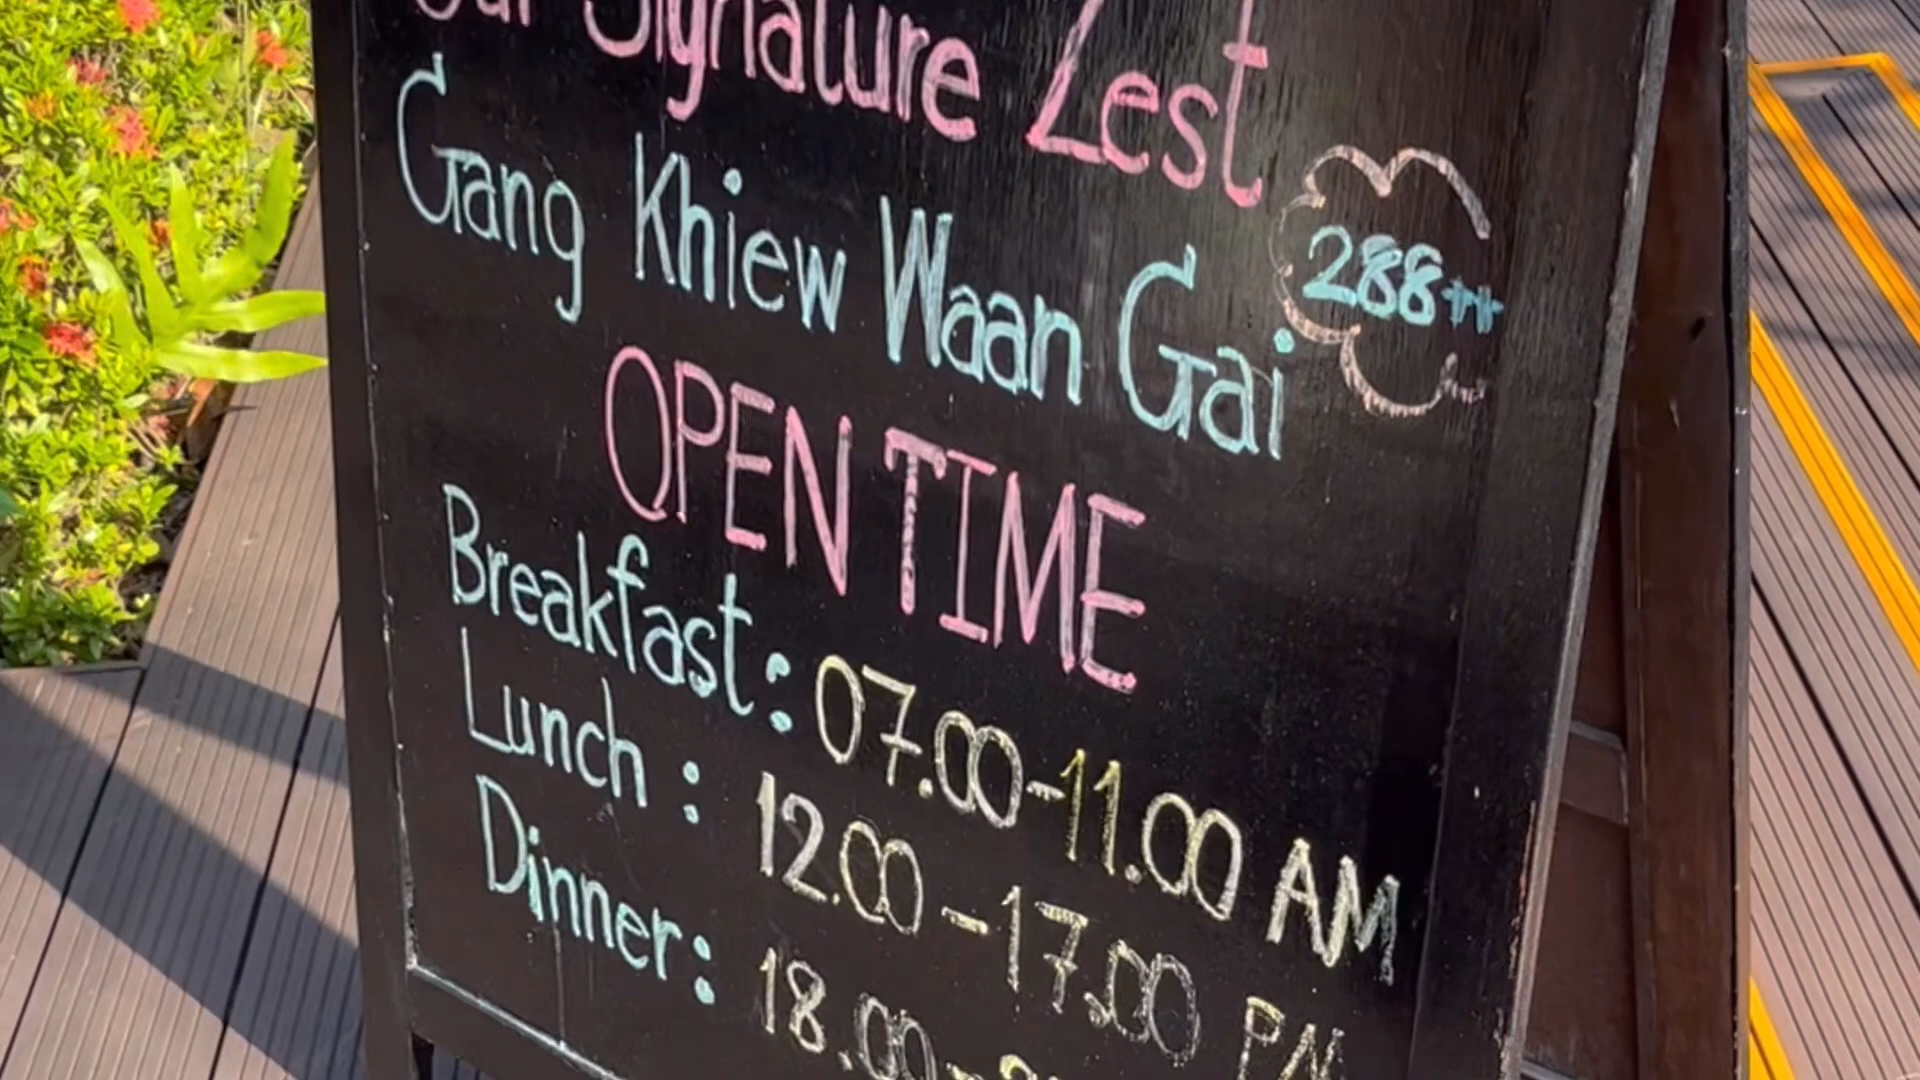 Our Signature Zest
Gang Khiew Waan Gai
288++
OPEN TIME
Breakfast: 07.00-11.00 AM
Lunch : 12.00 -17.00 PM
Dinner: 18.00-